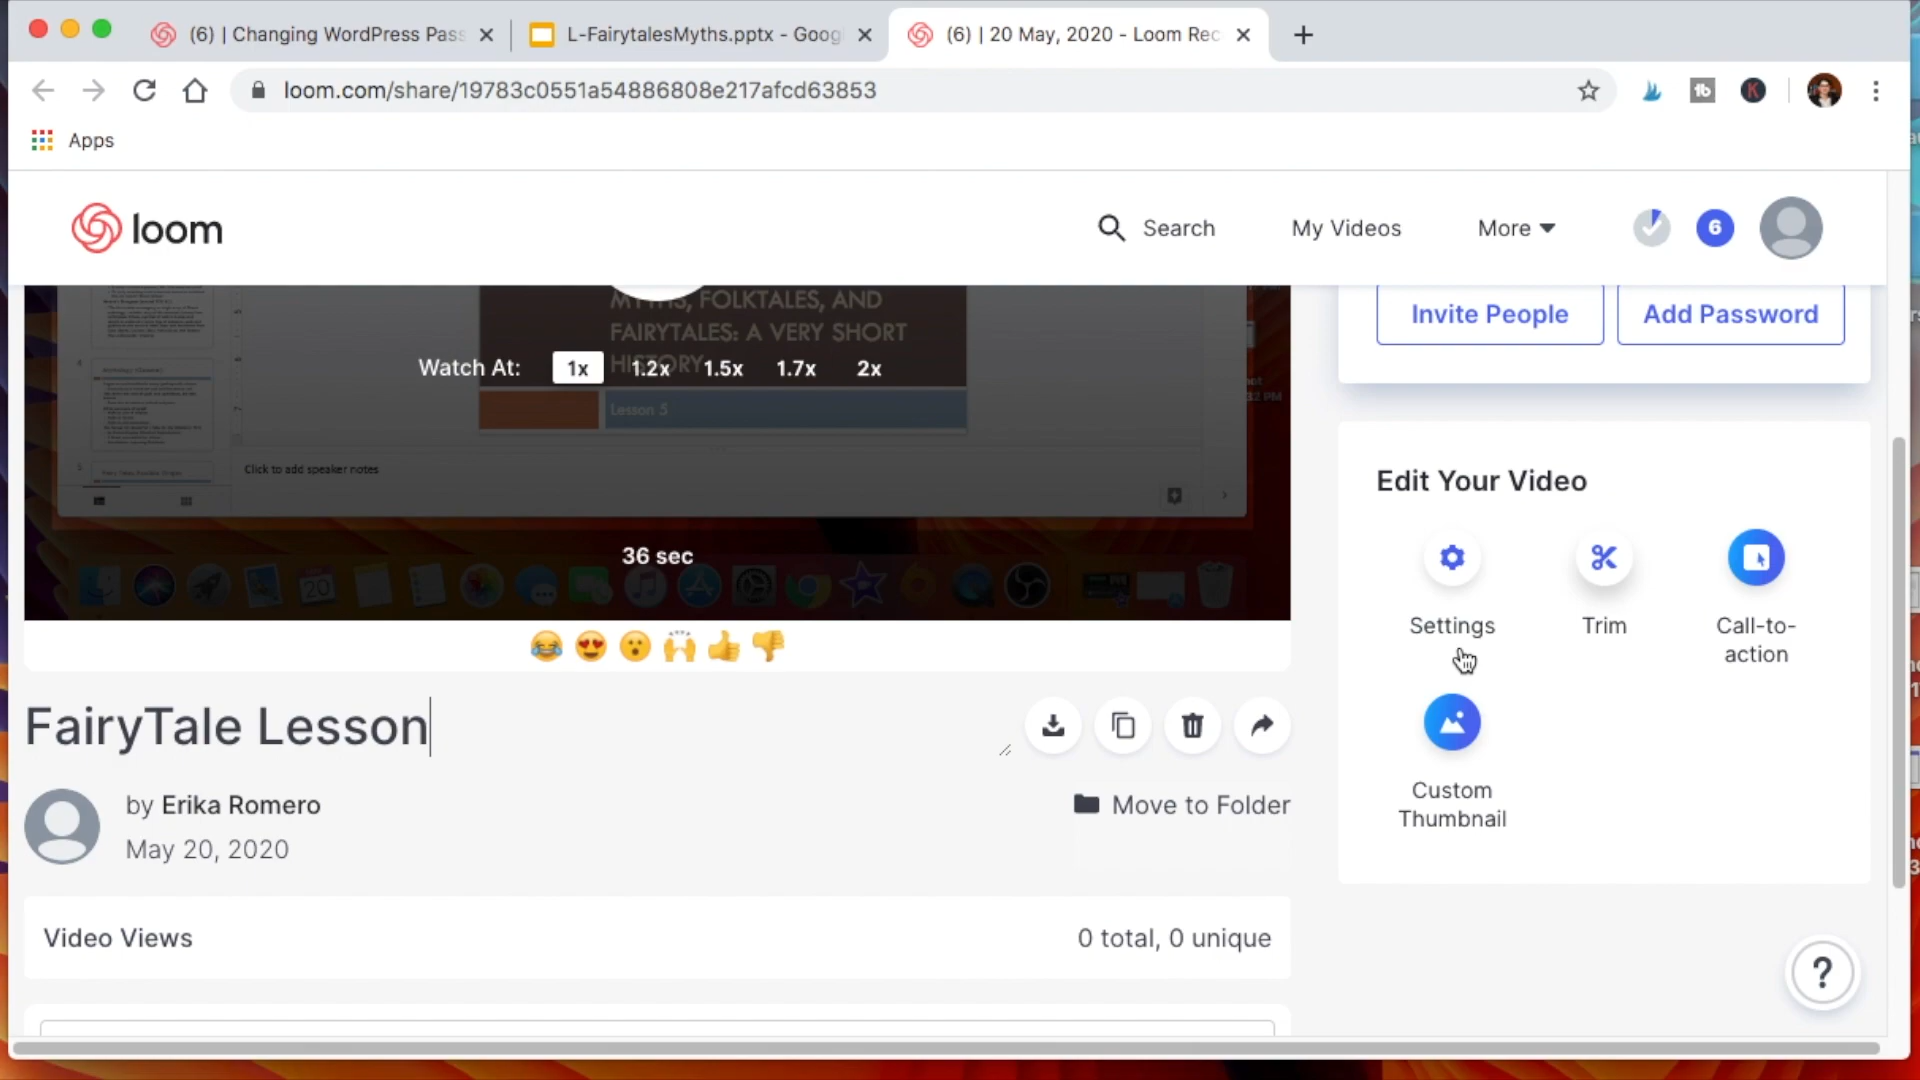 (6) | Changing WordPress Pass
L-FairytalesMyths.pptx - Goog
(6) | 20 May, 2020 - Loom Rec
loom.com/share/19783c0551a54886808e217afcd63853
Apps
loom
Search
My Videos
More
6
MYTHS, FOLKTALES, AND
FAIRYTALES: A VERY SHORT
HISTORY
Watch At:
1x
1.2x
1.5x
1.7x
2x
Lesson 5
Click to add speaker notes
36 sec
Invite People
Add Password
Edit Your Video
Settings
Trim
Call-to-
action
Custom
Thumbnail
FairyTale Lesson
by Erika Romero
May 20, 2020
Move to Folder
Video Views
0 total, 0 unique
?